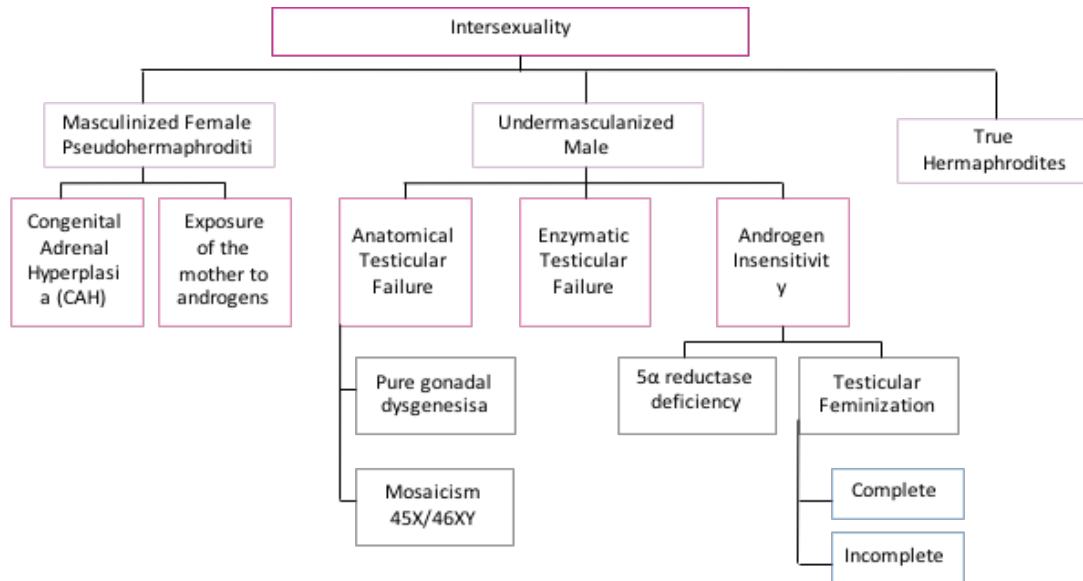 Intersexuality
Masculinized Female
Pseudohermaphroditi
Undermasculanized
Male
True
Hermaphrodites
Congenital
Adrenal
Hyperplasi
a (CAH)
Exposure
of the
mother to
androgens
Anatomical
Testicular
Failure
Enzymatic
Testicular
Failure
Androgen
Insensitivit
y
Pure gonadal
dysgenesisa
5α reductase
deficiency
Testicular
Feminization
Mosaicism
45X/46XY
Complete
Incomplete